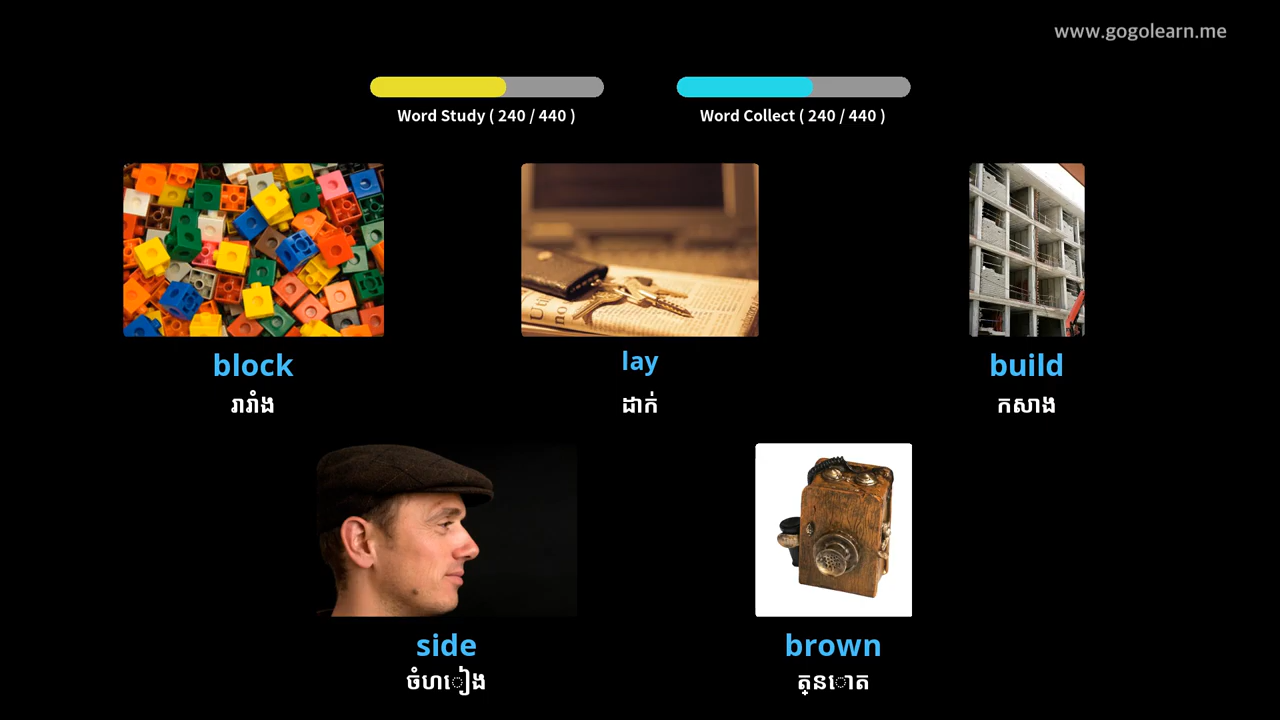 www.gogolearn.me
Word Study ( 240 / 440 )
Word Collect ( 240 / 440 )
block
lay
build
រារាំង
ដាក់
កសាង
side
brown
ចំហៀង
ត្នោត